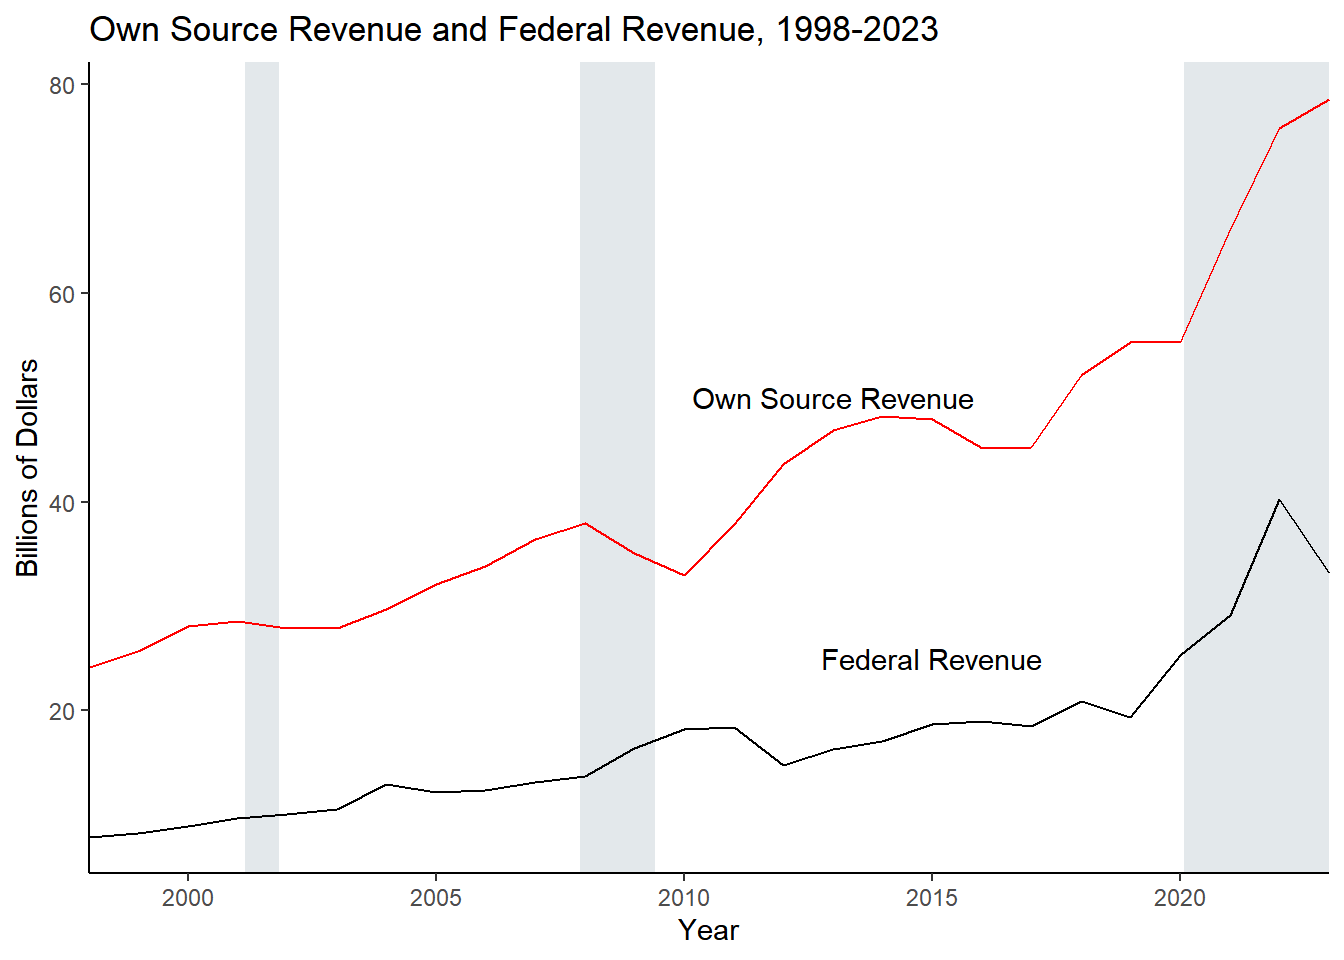 Own Source Revenue and Federal Revenue, 1998-2023
80
60
40
20
Billions of Dollars
Own Source Revenue
Federal Revenue
2000 2005 2010 2015 2020
Year